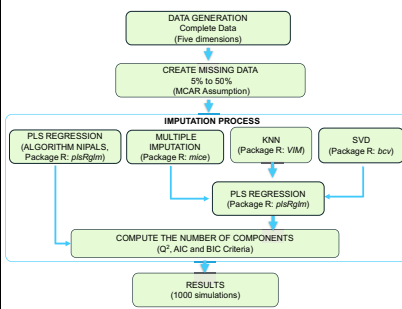 DATA GENERATION
Complete Data
(Five dimensions)
CREATE MISSING DATA
5% to 50%
(MCAR Assumption)
IMPUTATION PROCESS
PLS REGRESSION
(ALGORITHM NIPALS,
Package R: plsRglm)
MULTIPLE
IMPUTATION
(Package R: mice)
KNN
(Package R: VIM)
SVD
(Package R: bcv)
PLS REGRESSION
(Package R: plsRglm)
COMPUTE THE NUMBER OF COMPONENTS
(Q², AIC and BIC Criteria)
RESULTS
(1000 simulations)